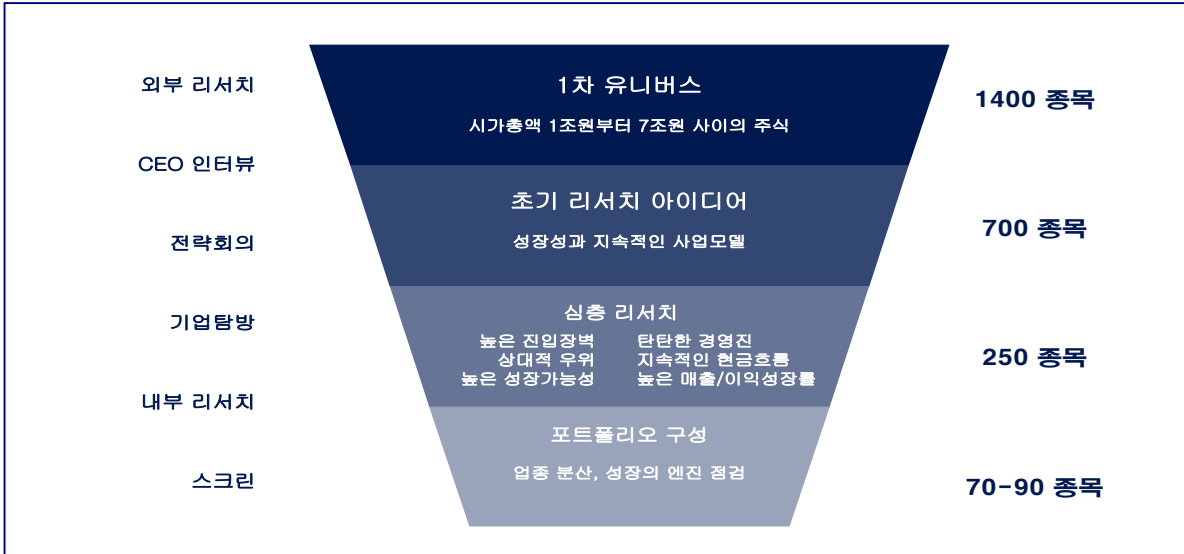 외부 리서치
CEO 인터뷰
전략회의
기업탐방
내부 리서치
스크린
1차 유니버스
시가총액 1조원부터 7조원 사이의 주식
초기 리서치 아이디어
성장성과 지속적인 사업모델
심층 리서치
높은 진입장벽 탄탄한 경영진
상대적 우위 지속적인 현금흐름
높은 성장가능성 높은 매출/이익성장률
포트폴리오 구성
업종 분산, 성장의 엔진 점검
1400 종목
700 종목
250 종목
70-90 종목